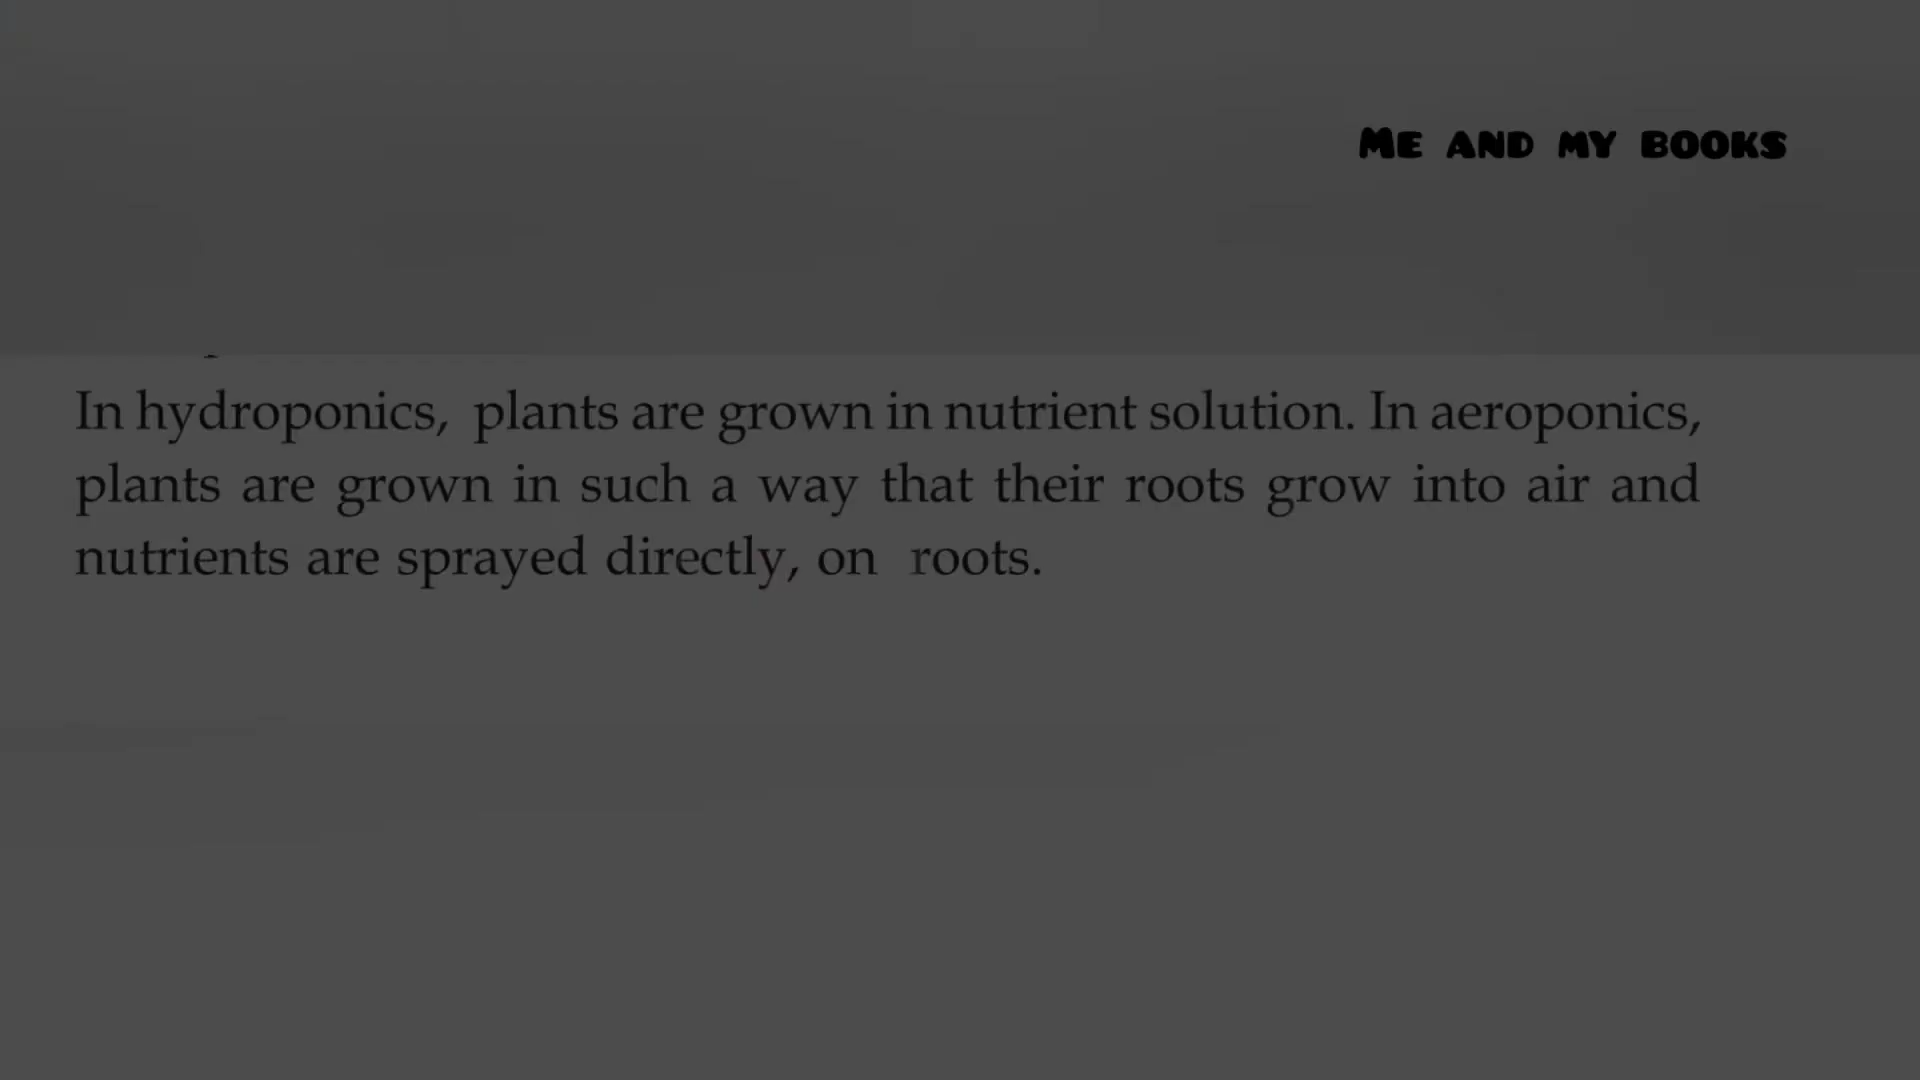 Me and my books
In hydroponics, plants are grown in nutrient solution. In aeroponics,
plants are grown in such a way that their roots grow into air and
nutrients are sprayed directly, on roots.